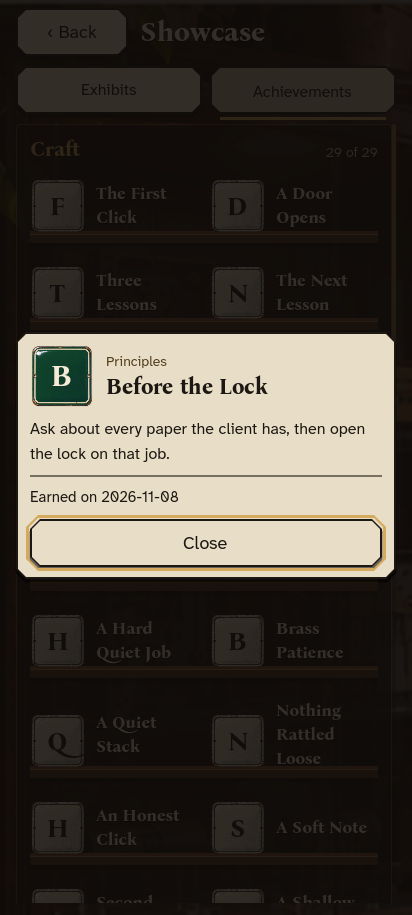 ‹ Back
Showcase
Exhibits
Achievements
Craft
29 of 29
F
The First
Click
D
A Door
Opens
T
Three
Lessons
N
The Next
Lesson
B
Principles
Before the Lock
Ask about every paper the client has, then open
the lock on that job.
Earned on 2026-11-08
Close
H
A Hard
Quiet Job
B
Brass
Patience
Q
A Quiet
Stack
N
Nothing
Rattled
Loose
H
An Honest
Click
S
A Soft Note
Second
A Shallow